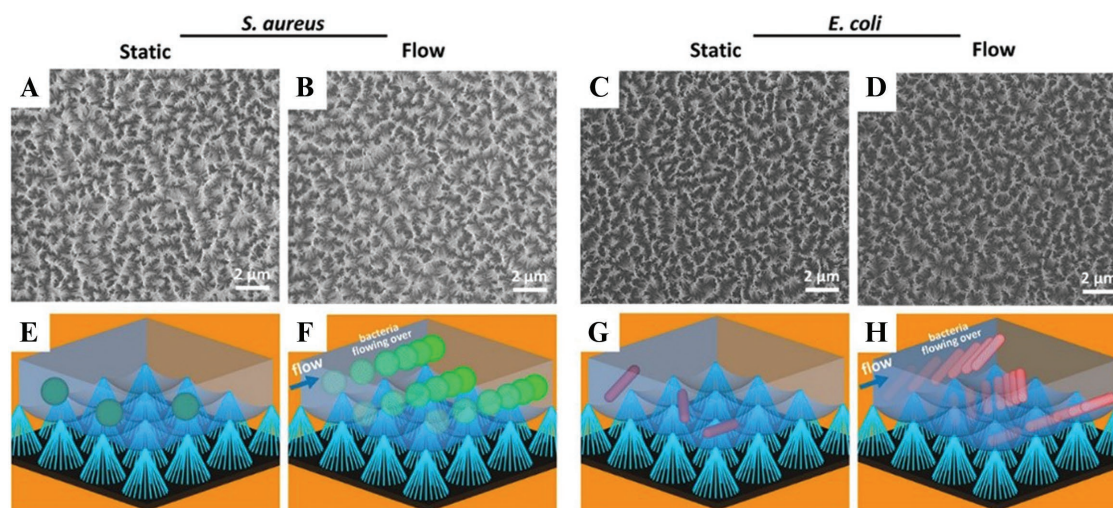 S. aureus
E. coli
Static
Flow
Static
Flow
A
B
C
D
2 µm
2 µm
2 µm
2 µm
E
F
G
H
bacteria
flowing over
flow
bacteria
flowing over
flow